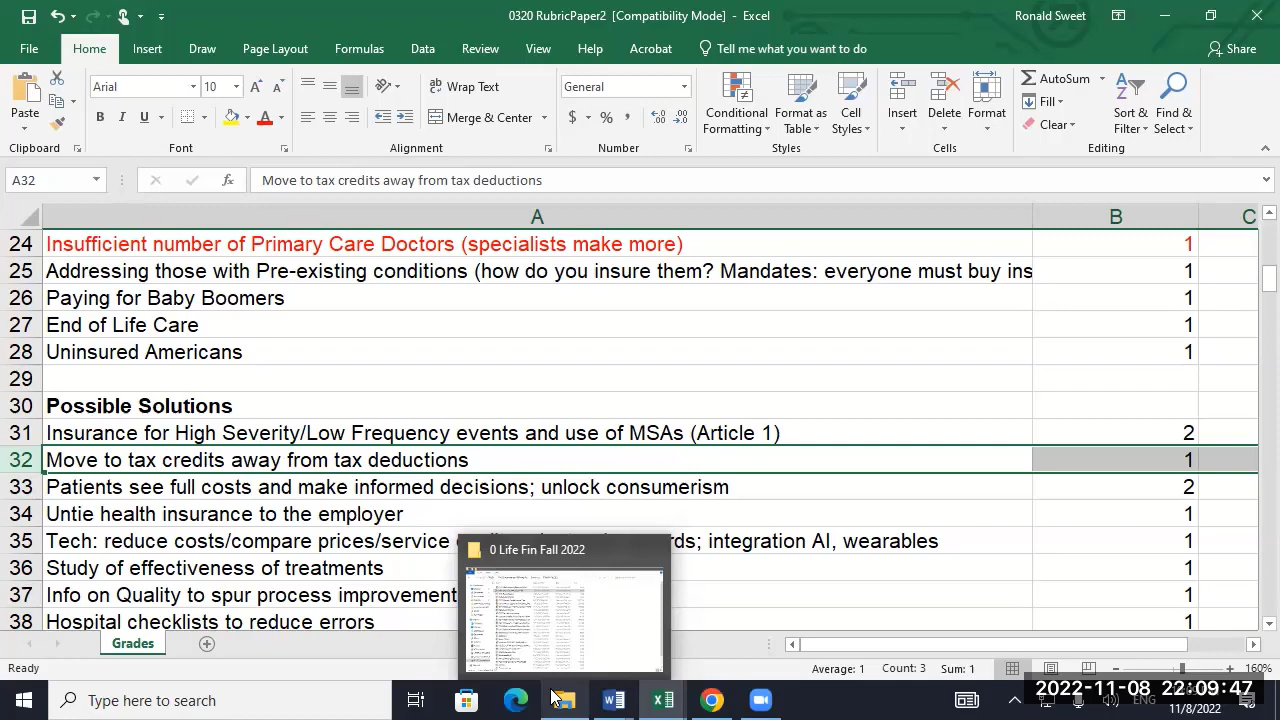 0320 RubricPaper2 [Compatibility Mode] - Excel
Ronald Sweet
File Home Insert Draw Page Layout Formulas Data Review View Help Acrobat Tell me what you want to do Share
Paste
Clipboard
Arial 10
B I U
Font
Wrap Text
Merge & Center
Alignment
General
$ % ,
Number
Conditional Formatting
Format as Table
Cell Styles
Styles
Insert Delete Format
Cells
AutoSum
Fill
Clear
Sort & Filter
Find & Select
Editing
A32 fx Move to tax credits away from tax deductions
A B C
24 Insufficient number of Primary Care Doctors (specialists make more) 1
25 Addressing those with Pre-existing conditions (how do you insure them? Mandates: everyone must buy ins 1
26 Paying for Baby Boomers 1
27 End of Life Care 1
28 Uninsured Americans 1
29
30 Possible Solutions
31 Insurance for High Severity/Low Frequency events and use of MSAs (Article 1) 2
32 Move to tax credits away from tax deductions 1
33 Patients see full costs and make informed decisions; unlock consumerism 2
34 Untie health insurance to the employer 1
35 Tech: reduce costs/compare prices/service integration AI, wearables 1
36 Study of effectiveness of treatments 1
37 Info on Quality to spur process improvement 1
38 Hospital checklists to reduce errors 1
0 Life Fin Fall 2022
Grades
Ready
Average: 1 Count: 3 Sum: 1 160%
Type here to search
2022-11-08 22:09:47
ENG
11/8/2022